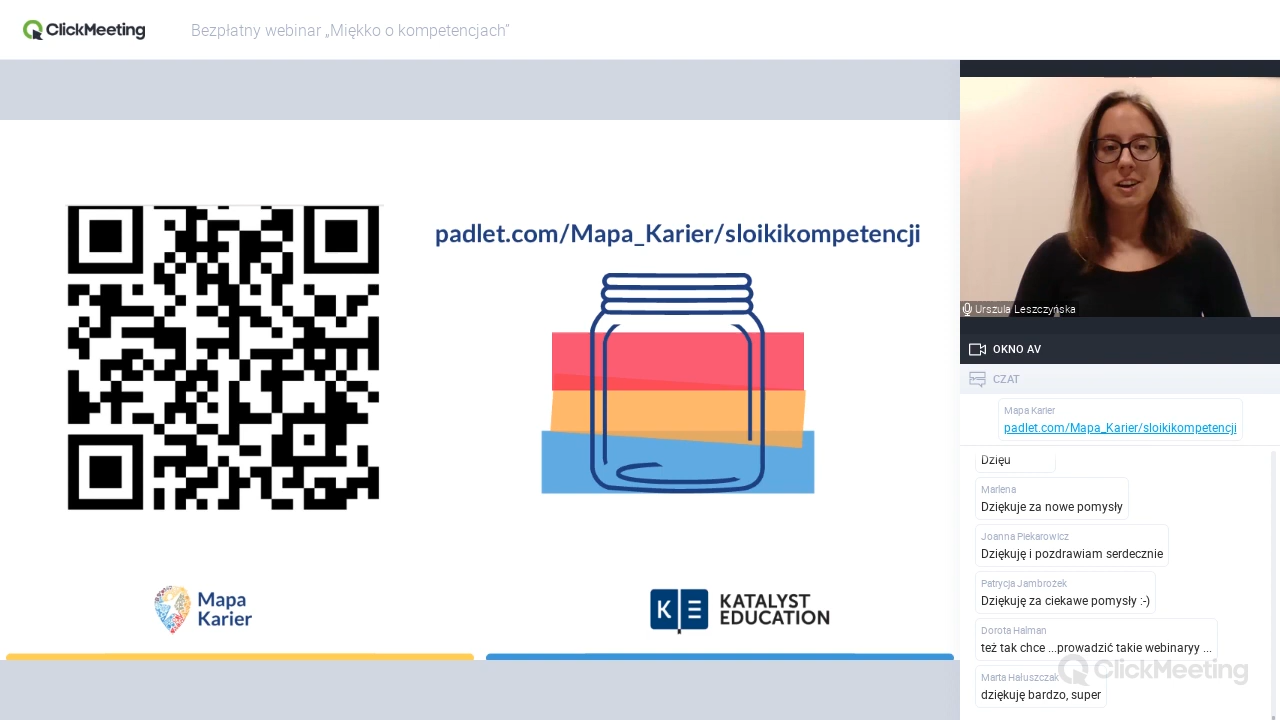 ClickMeeting
Bezpłatny webinar „Miękko o kompetencjach”
padlet.com/Mapa_Karier/sloikikompetencji
Mapa
Karier
K E
KATALYST
EDUCATION
Urszula Leszczyńska
OKNO AV
CZAT
Mapa Karier
padlet.com/Mapa_Karier/sloikikompetencji
Dzięu
Marlena
Dziękuje za nowe pomysły
Joanna Piekarowicz
Dziękuję i pozdrawiam serdecznie
Patrycja Jambrożek
Dziękuję za ciekawe pomysły :-)
Dorota Halman
też tak chce ...prowadzić takie webinaryy ...
Marta Hałuszczak
dziękuję bardzo, super
ClickMeeting